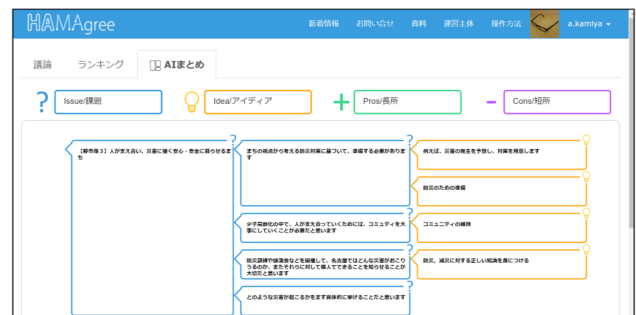 HAMAgree
新着情報 お問い合せ 資料 運営主体 操作方法 a.kamiya
議論 ランキング AIまとめ
? Issue/課題 Idea/アイディア + Pros/長所 - Cons/短所
【都市像3】人が支え合い、災害に強く安心・安全に暮らせるま
ち
まちの視点から考える防災対策に基づいて、準備する必要がありま
す
例えば、災害の発生を予想し、対策を用意します
防災のための準備
少子高齢化の中で、人が支え合っていくためには、コミュティを大
事にしていくことが必要だと思います
コミュニティの維持
防災訓練や講演会などを開催して、名古屋ではどんな災害がおこり
うるのか、またそれらに対して個人でできることを知らせることが
大切だと思います
防災，減災に対する正しい知識を身につける
どのような災害が起こるかをまず具体的に挙げることだと思います